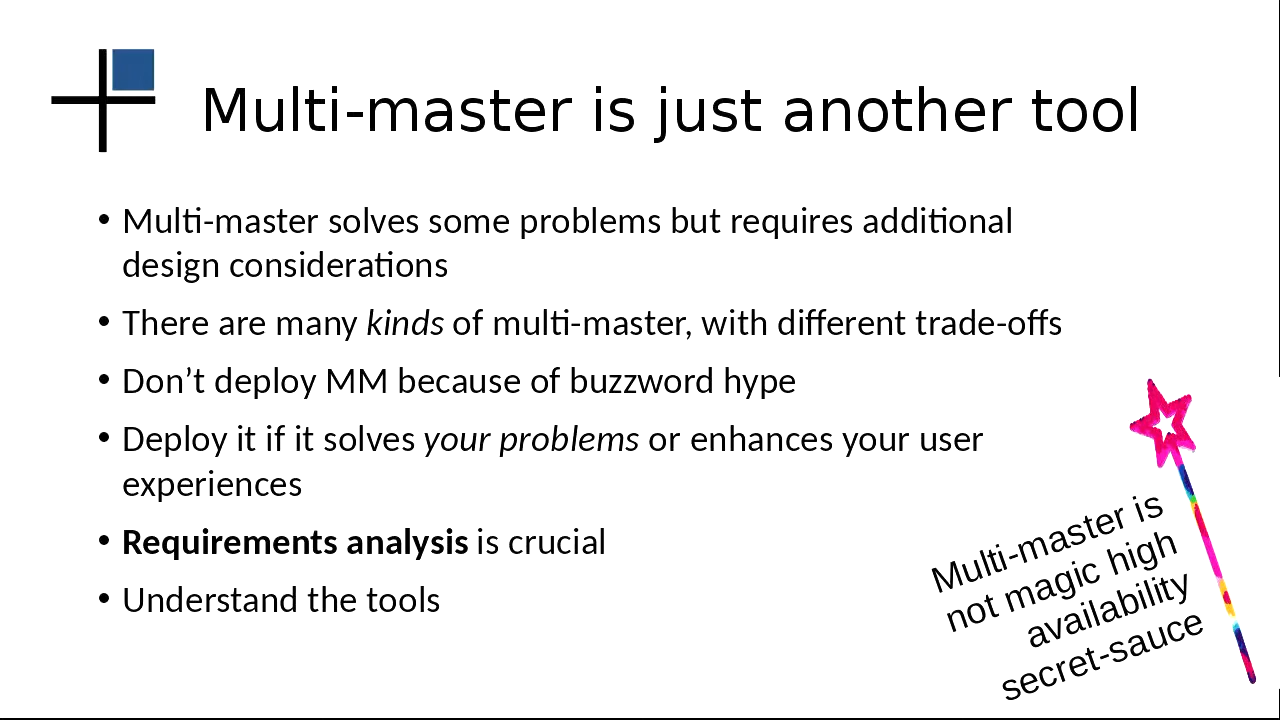 Multi-master is just another tool
• Multi-master solves some problems but requires additional
design considerations
• There are many kinds of multi-master, with different trade-offs
• Don’t deploy MM because of buzzword hype
• Deploy it if it solves your problems or enhances your user
experiences
• Requirements analysis is crucial
• Understand the tools
Multi-master is
not magic high
availability
secret-sauce